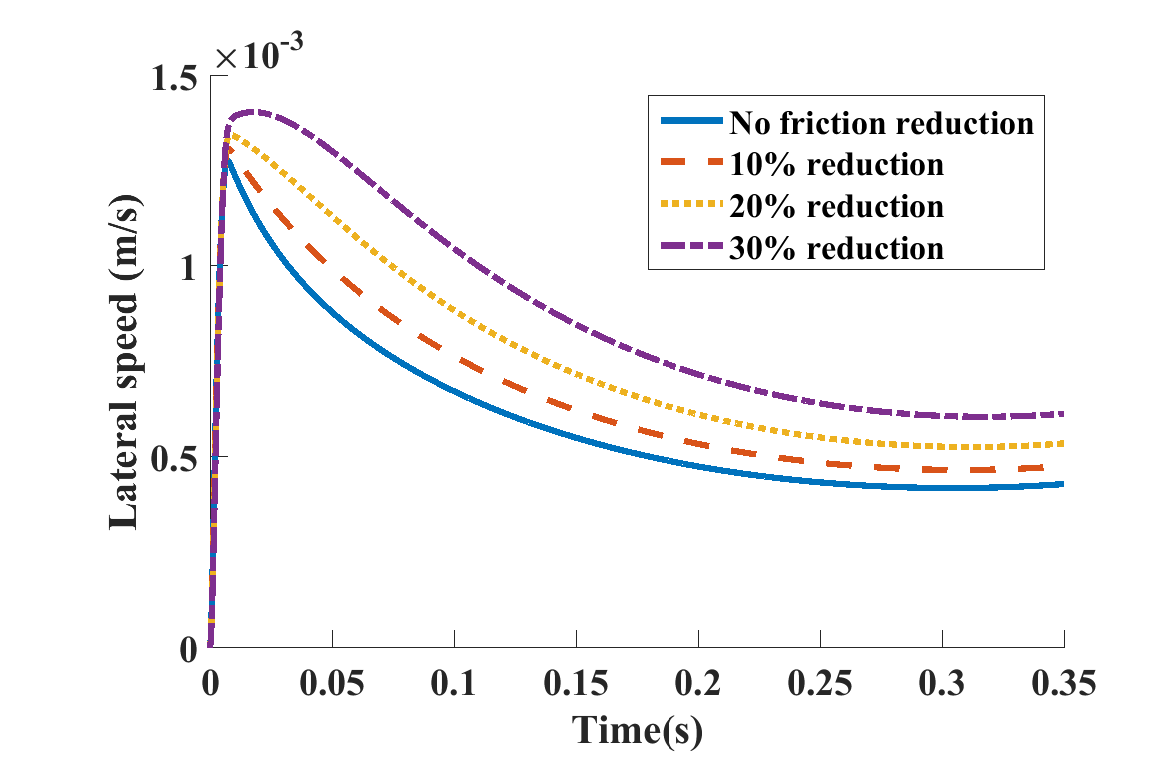 ×10-3
1.5
1
0.5
0
Lateral speed (m/s)
No friction reduction
10% reduction
20% reduction
30% reduction
0 0.05 0.1 0.15 0.2 0.25 0.3 0.35
Time(s)